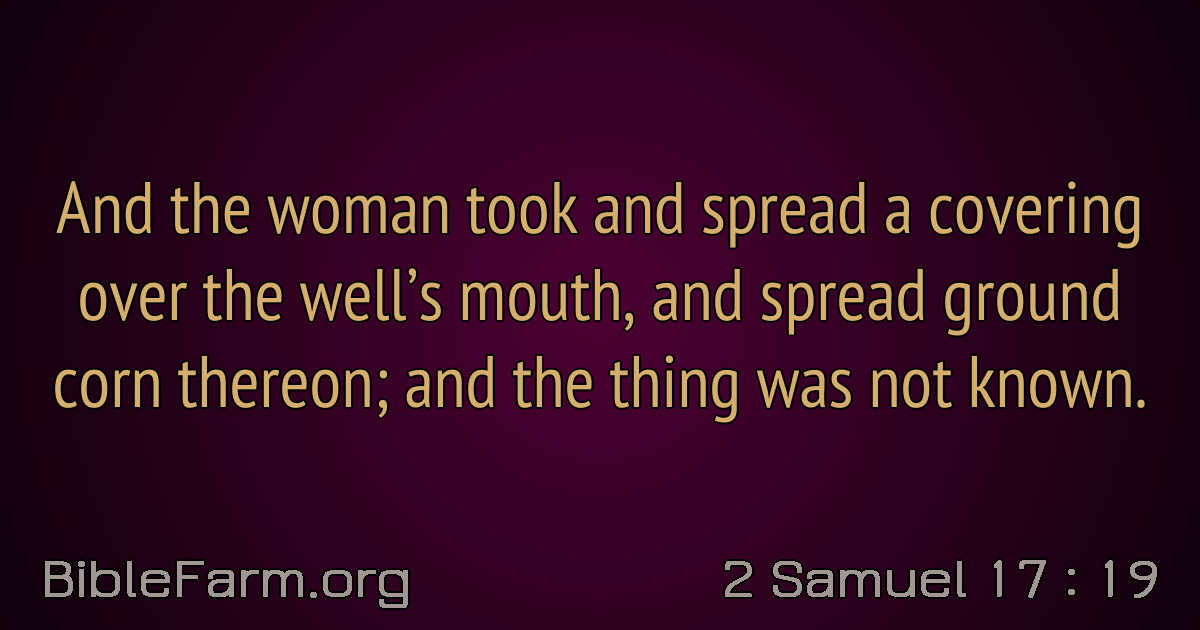 And the woman took and spread a covering
over the well’s mouth, and spread ground
corn thereon; and the thing was not known.
BibleFarm.org
2 Samuel 17 : 19